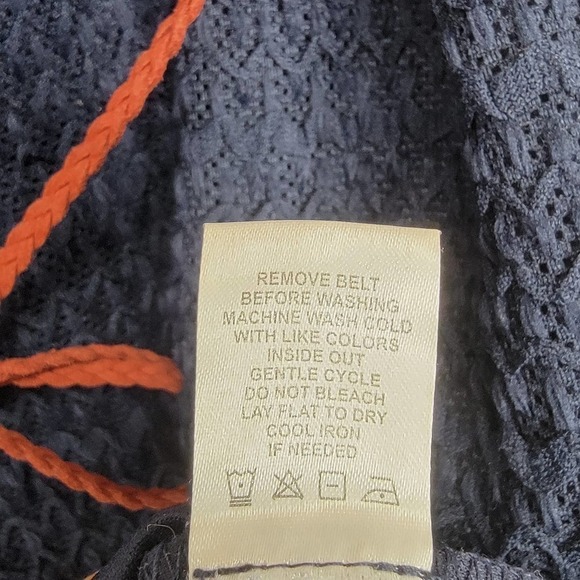 REMOVE BELT
BEFORE WASHING
MACHINE WASH COLD
WITH LIKE COLORS
INSIDE OUT
GENTLE CYCLE
DO NOT BLEACH
LAY FLAT TO DRY
COOL IRON
IF NEEDED